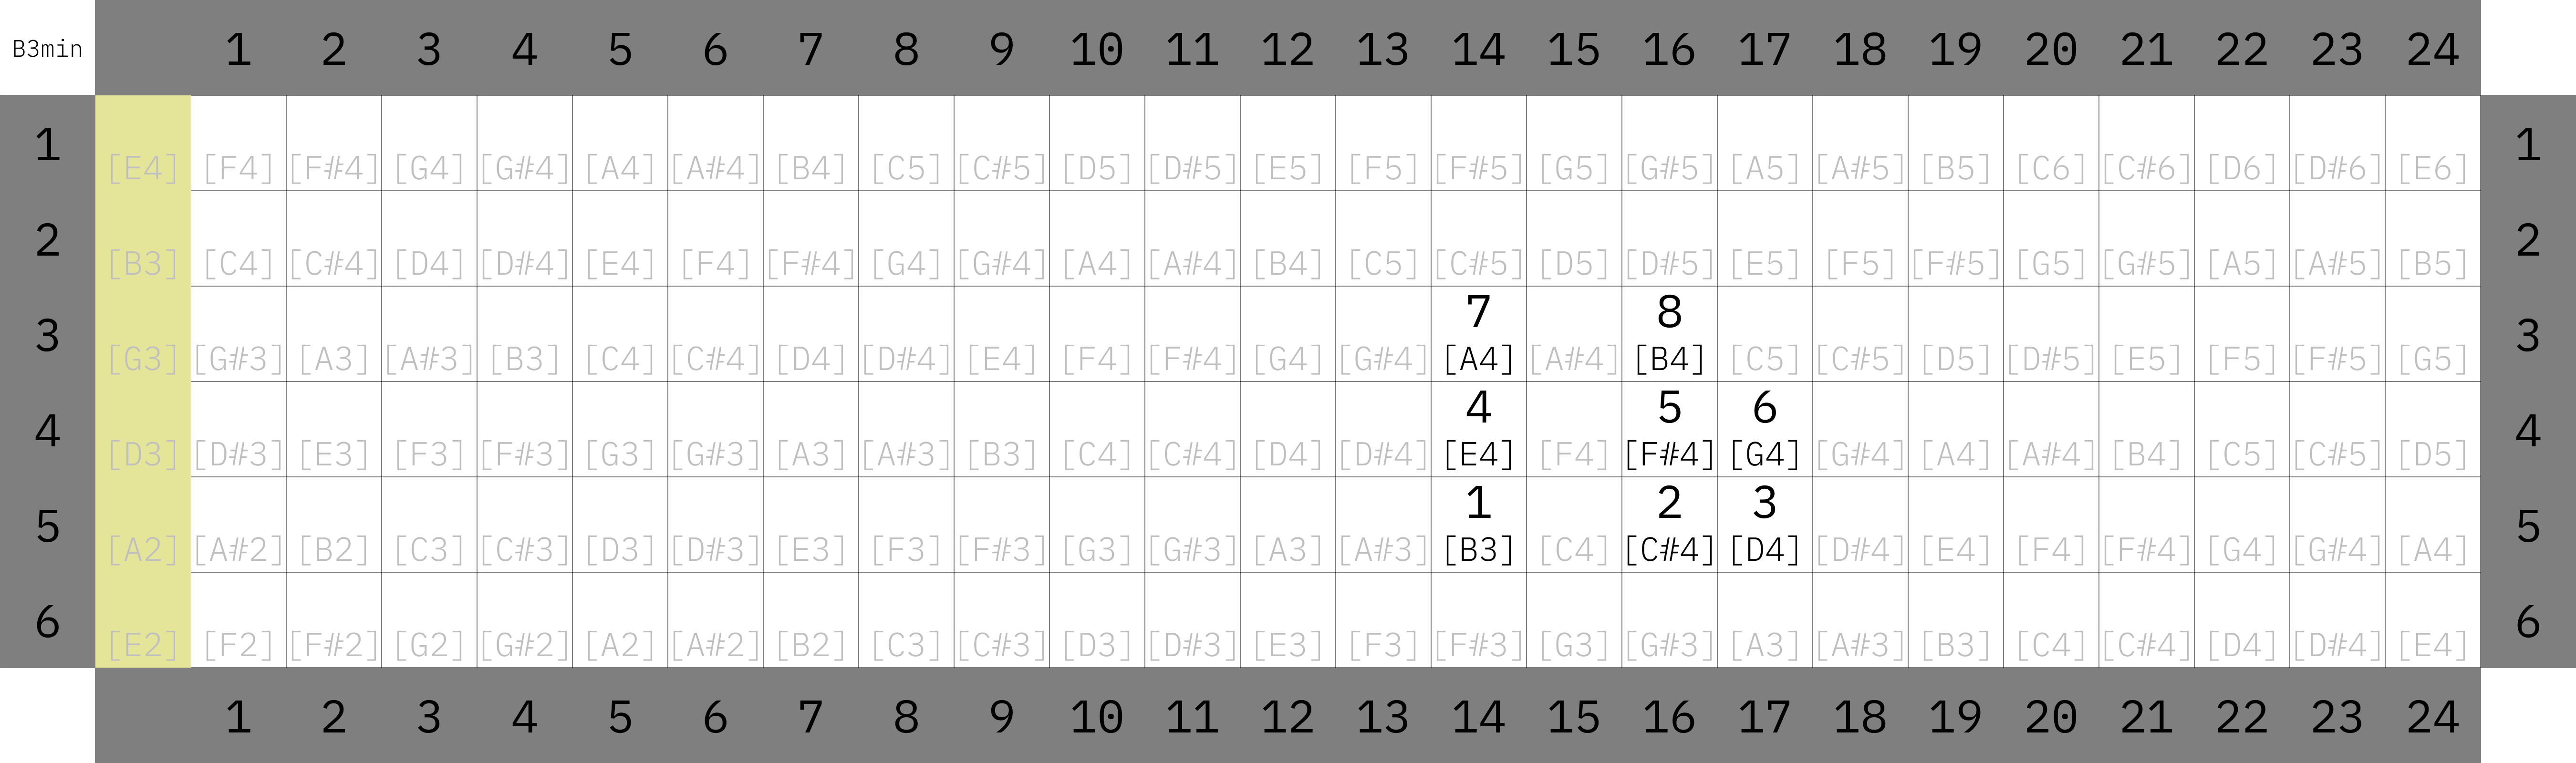 B3min 1 2 3 4 5 6 7 8 9 10 11 12 13 14 15 16 17 18 19 20 21 22 23 24
1 [E4] [F4] [F#4] [G4] [G#4] [A4] [A#4] [B4] [C5] [C#5] [D5] [D#5] [E5] [F5] [F#5] [G5] [G#5] [A5] [A#5] [B5] [C6] [C#6] [D6] [D#6] [E6] 1
2 [B3] [C4] [C#4] [D4] [D#4] [E4] [F4] [F#4] [G4] [G#4] [A4] [A#4] [B4] [C5] [C#5] [D5] [D#5] [E5] [F5] [F#5] [G5] [G#5] [A5] [A#5] [B5] 2
7 8
3 [G3] [G#3] [A3] [A#3] [B3] [C4] [C#4] [D4] [D#4] [E4] [F4] [F#4] [G4] [G#4] [A4] [A#4] [B4] [C5] [C#5] [D5] [D#5] [E5] [F5] [F#5] [G5] 3
4 5 6
4 [D3] [D#3] [E3] [F3] [F#3] [G3] [G#3] [A3] [A#3] [B3] [C4] [C#4] [D4] [D#4] [E4] [F4] [F#4] [G4] [G#4] [A4] [A#4] [B4] [C5] [C#5] [D5] 4
1 2 3
5 [A2] [A#2] [B2] [C3] [C#3] [D3] [D#3] [E3] [F3] [F#3] [G3] [G#3] [A3] [A#3] [B3] [C4] [C#4] [D4] [D#4] [E4] [F4] [F#4] [G4] [G#4] [A4] 5
6 [E2] [F2] [F#2] [G2] [G#2] [A2] [A#2] [B2] [C3] [C#3] [D3] [D#3] [E3] [F3] [F#3] [G3] [G#3] [A3] [A#3] [B3] [C4] [C#4] [D4] [D#4] [E4] 6
1 2 3 4 5 6 7 8 9 10 11 12 13 14 15 16 17 18 19 20 21 22 23 24